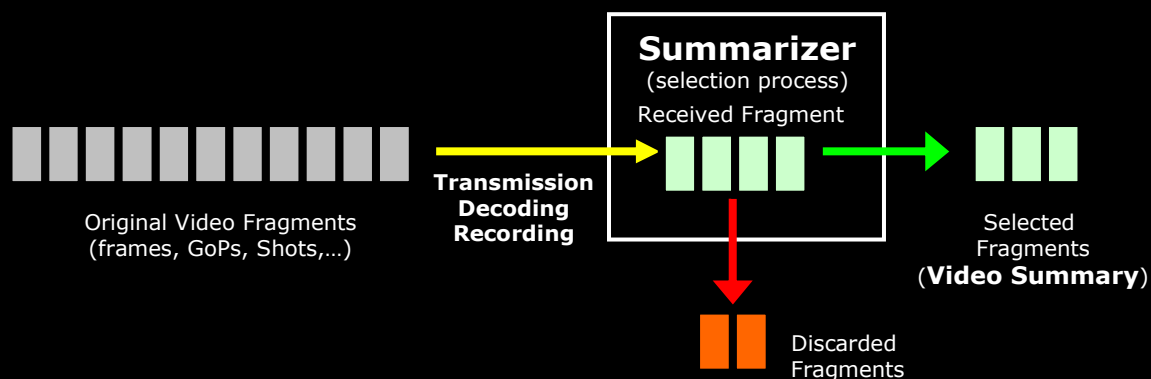 Summarizer
(selection process)
Received Fragment
Transmission
Decoding
Recording
Original Video Fragments
(frames, GoPs, Shots,...)
Selected
Fragments
(Video Summary)
Discarded
Fragments